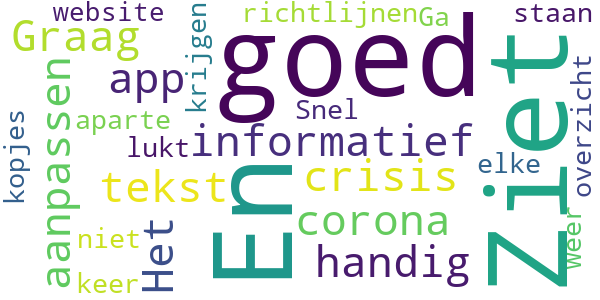 website
richtlijnen
Ga
staan
Graag
krijgen
goed
Ziet
app
aanpassen
Snel
overzicht
kopjes
aparte
lukt
informatief
elke
En
crisis
tekst
corona
weer
Het
niet
handig
keer